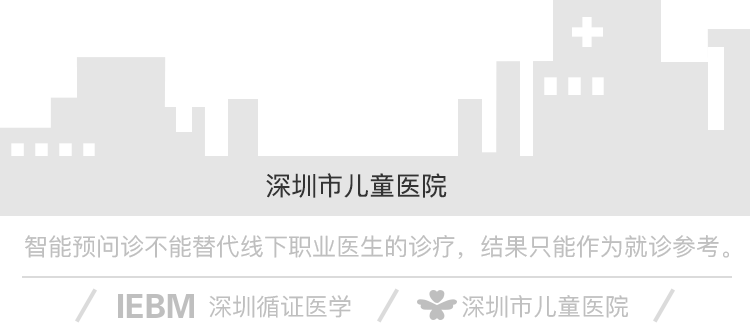 深圳市儿童医院
智能预问诊不能替代线下职业医生的诊疗，结果只能作为就诊参考。
IEBM 深圳循证医学 深圳市儿童医院